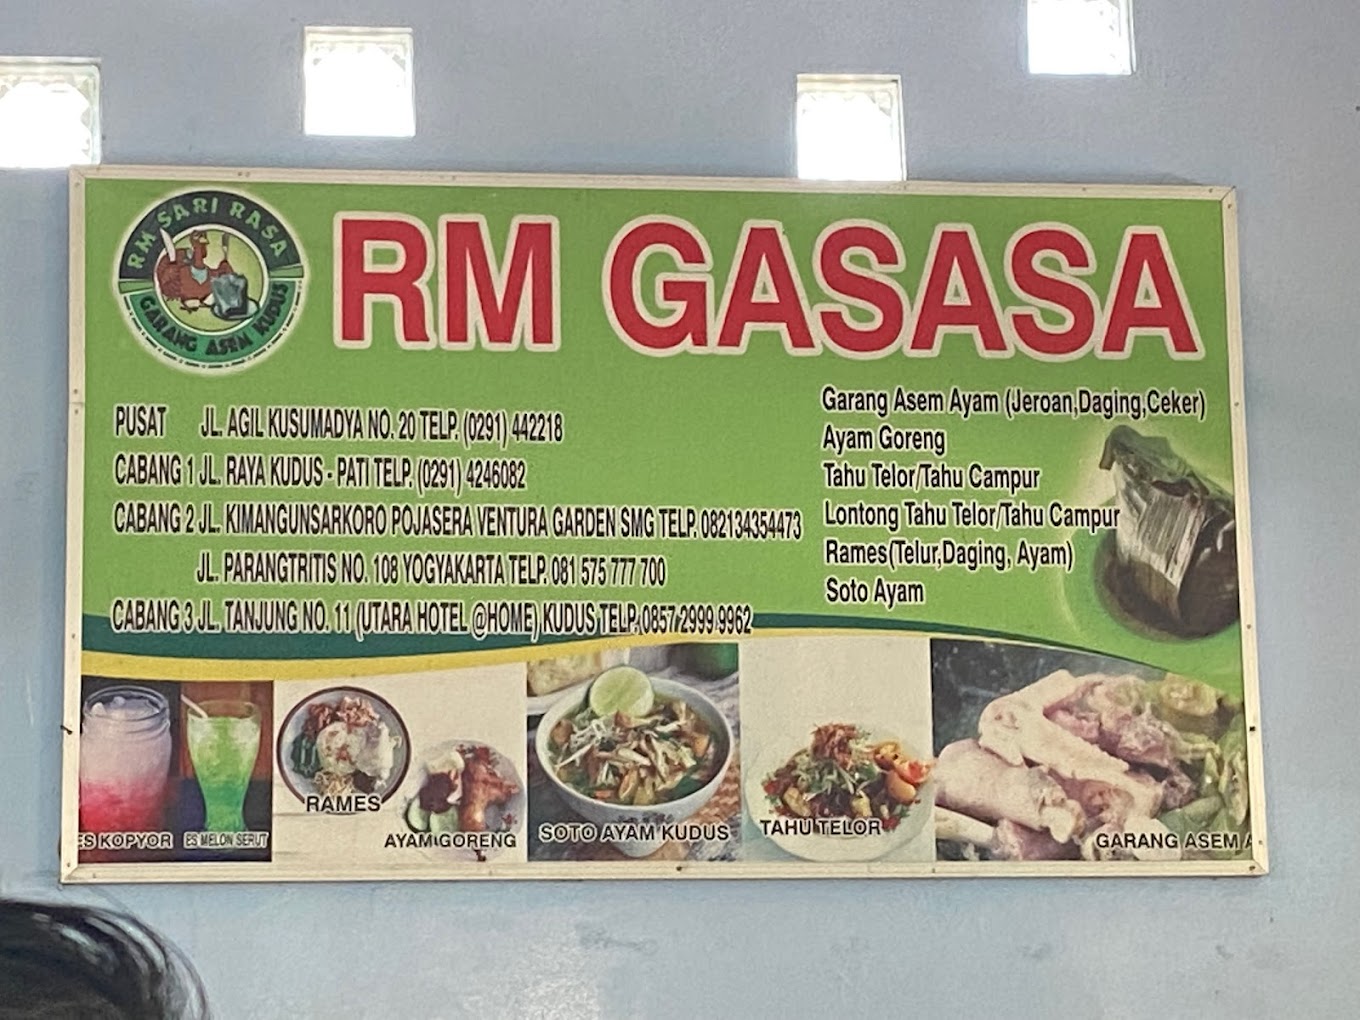 RM SARI RASA
GARANG ASEM KUDUS
RM GASASA
PUSAT JL. AGIL KUSUMADYA NO. 20 TELP. (0291) 442218
CABANG 1 JL. RAYA KUDUS - PATI TELP. (0291) 4246082
CABANG 2 JL. KIMANGUNSARKORO POJASERA VENTURA GARDEN SMG TELP. 082134354473
JL. PARANGTRITIS NO. 108 YOGYAKARTA TELP. 081 575 777 700
CABANG 3 JL. TANJUNG NO. 11 (UTARA HOTEL @HOME) KUDUS TELP. 0857 2999 9962
Garang Asem Ayam (Jeroan,Daging,Ceker)
Ayam Goreng
Tahu Telor/Tahu Campur
Lontong Tahu Telor/Tahu Campur
Rames(Telur,Daging, Ayam)
Soto Ayam
ES KOPYOR
ES MELON SERUT
RAMES
AYAM GORENG
SOTO AYAM KUDUS
TAHU TELOR
GARANG ASEM A